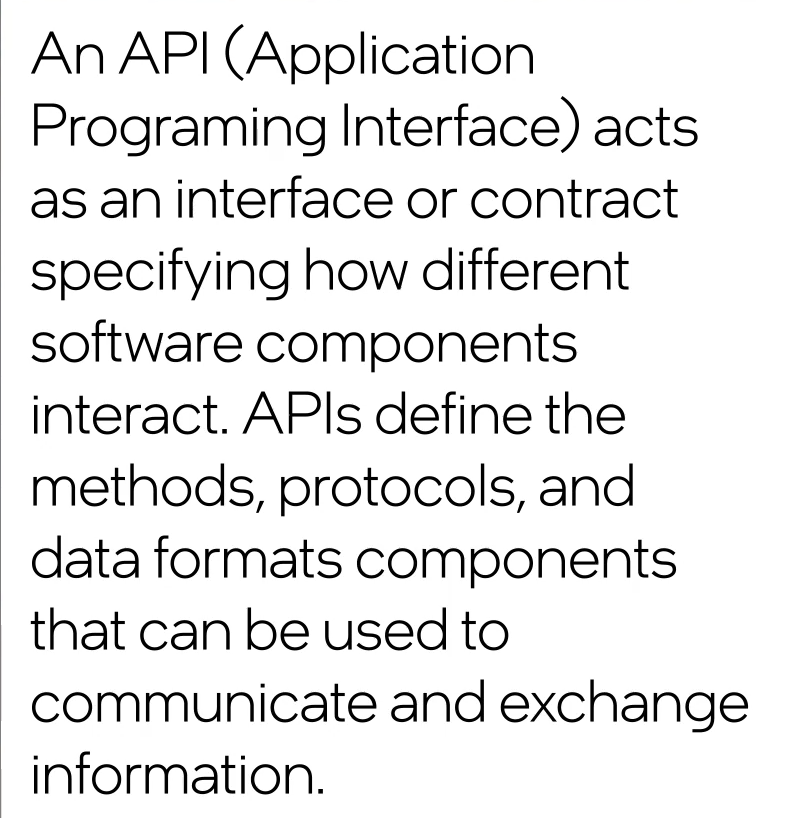 An API (Application
Programing Interface) acts
as an interface or contract
specifying how different
software components
interact. APIs define the
methods, protocols, and
data formats components
that can be used to
communicate and exchange
information.